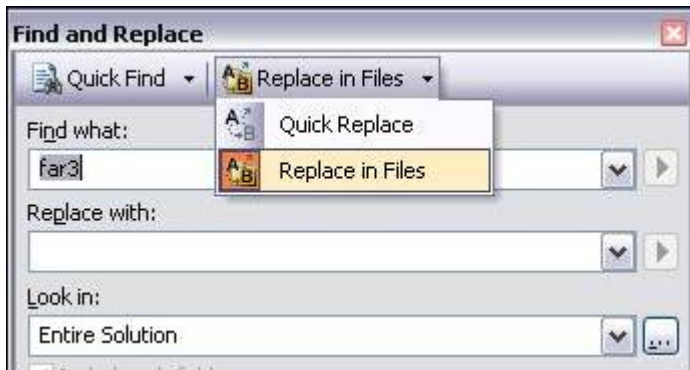 Find and Replace
Quick Find Replace in Files
Quick Replace
Replace in Files
Find what:
far3
Replace with:
Look in:
Entire Solution
...